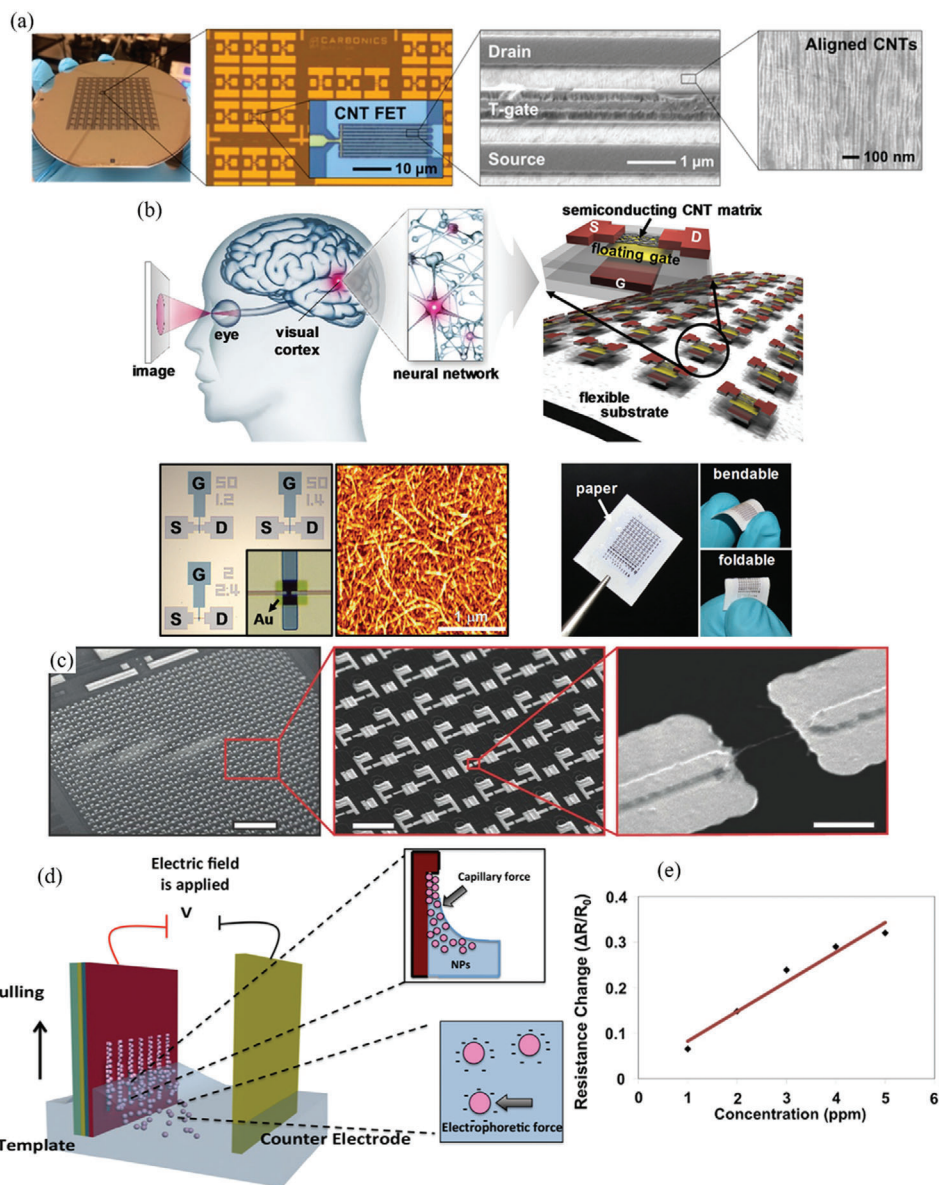 (a)
CARBONICS
CNT FET
10 µm
Drain
T-gate
Source
1 µm
Aligned CNTs
100 nm
(b)
image
eye
visual
cortex
neural network
semiconducting CNT matrix
S
D
floating gate
G
flexible
substrate
G
50
1.2
S
D
G
50
1.4
S
D
G
2
2.4
S
D
Au
1 µm
paper
bendable
foldable
(c)
(d)
Electric field
is applied
V
ulling
Template
Counter Electrode
Capillary force
NPs
Electrophoretic force
(e)
Resistance Change (ΔR/R₀)
0.4
0.3
0.2
0.1
0
0
1
2
3
4
5
6
Concentration (ppm)